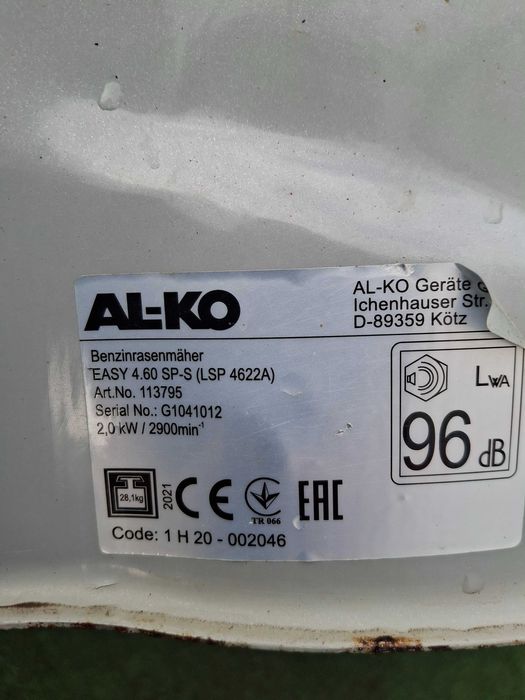 AL-KO
AL-KO Geräte
Ichenhauser Str.
D-89359 Kötz
Benzinrasenmäher
EASY 4.60 SP-S (LSP 4622A)
Art.No. 113795
Serial No.: G1041012
2,0 kW / 2900min⁻¹
LWA
96 dB
28,1kg
2021
CE
TR 066
EAC
Code: 1 H 20 - 002046